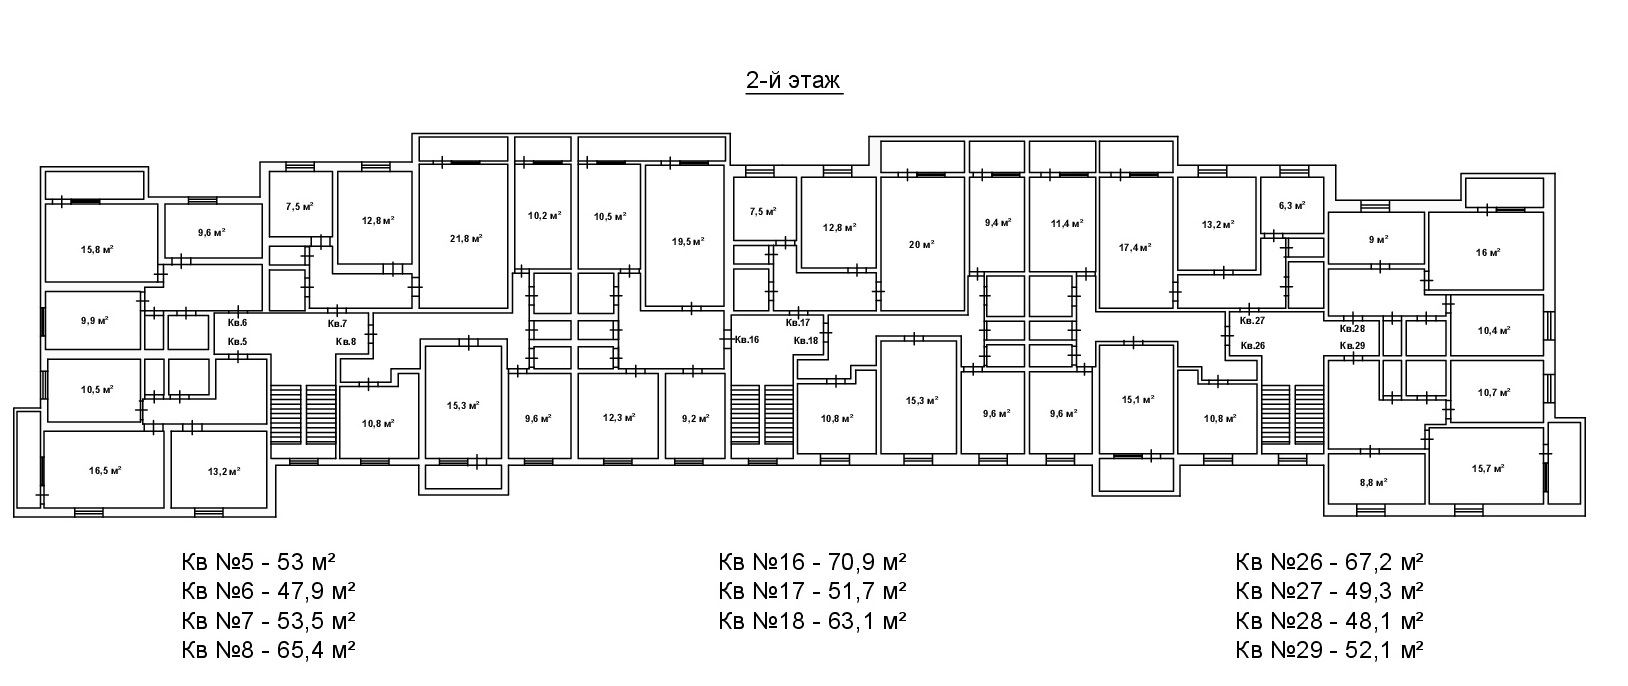 2-й этаж
7,5 м²
12,8 м²
21,8 м²
10,2 м²
10,5 м²
19,5 м²
7,5 м²
12,8 м²
20 м²
9,4 м²
11,4 м²
17,4 м²
13,2 м²
6,3 м²
15,8 м²
9,6 м²
9 м²
16 м²
9,9 м²
Кв.6
Кв.7
Кв.17
Кв.27
Кв.28
10,4 м²
Кв.5
Кв.8
Кв.16
Кв.18
Кв.26
Кв.29
10,5 м²
10,8 м²
15,3 м²
9,6 м²
12,3 м²
9,2 м²
10,8 м²
15,3 м²
9,6 м²
9,6 м²
15,1 м²
10,8 м²
10,7 м²
16,5 м²
13,2 м²
8,8 м²
15,7 м²
Кв №5 - 53 м²
Кв №6 - 47,9 м²
Кв №7 - 53,5 м²
Кв №8 - 65,4 м²
Кв №16 - 70,9 м²
Кв №17 - 51,7 м²
Кв №18 - 63,1 м²
Кв №26 - 67,2 м²
Кв №27 - 49,3 м²
Кв №28 - 48,1 м²
Кв №29 - 52,1 м²